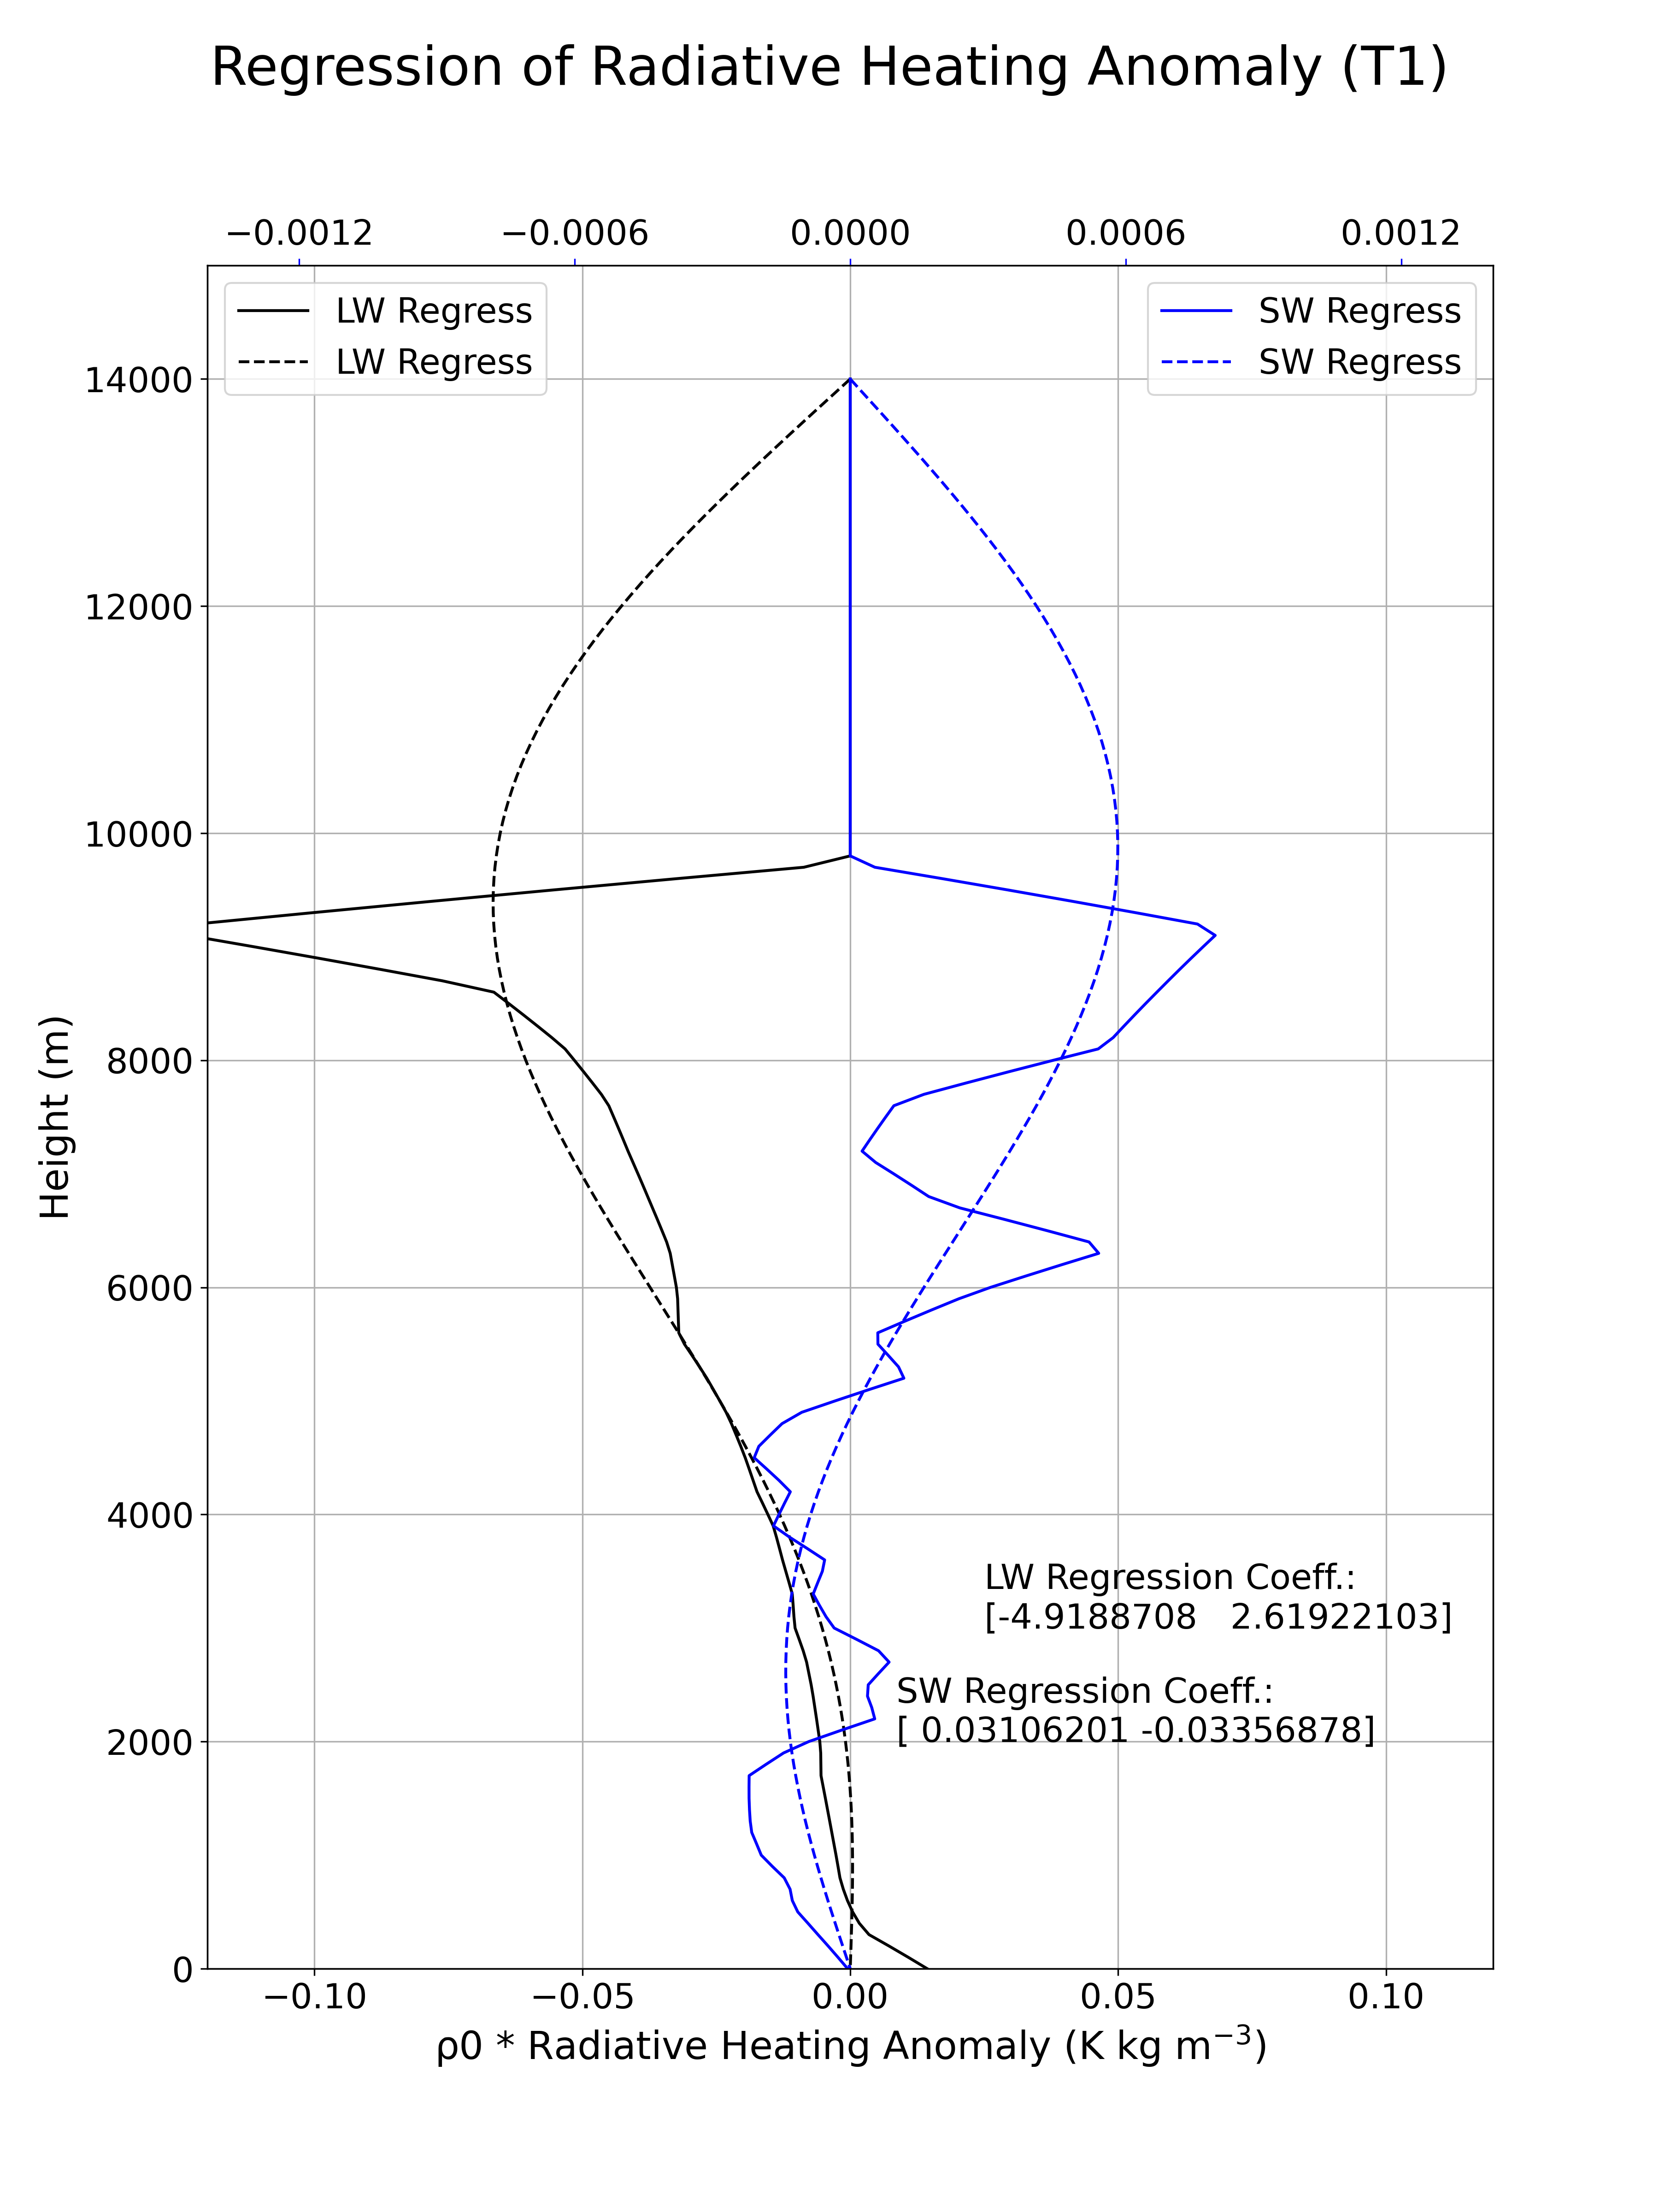 Regression of Radiative Heating Anomaly (T1)
−0.0012 −0.0006 0.0000 0.0006 0.0012
LW Regress
LW Regress
SW Regress
SW Regress
14000
12000
10000
8000
6000
4000
2000
0
Height (m)
LW Regression Coeff.:
[-4.9188708   2.61922103]
SW Regression Coeff.:
[ 0.03106201 -0.03356878]
−0.10 −0.05 0.00 0.05 0.10
ρ0 * Radiative Heating Anomaly (K kg m⁻³)